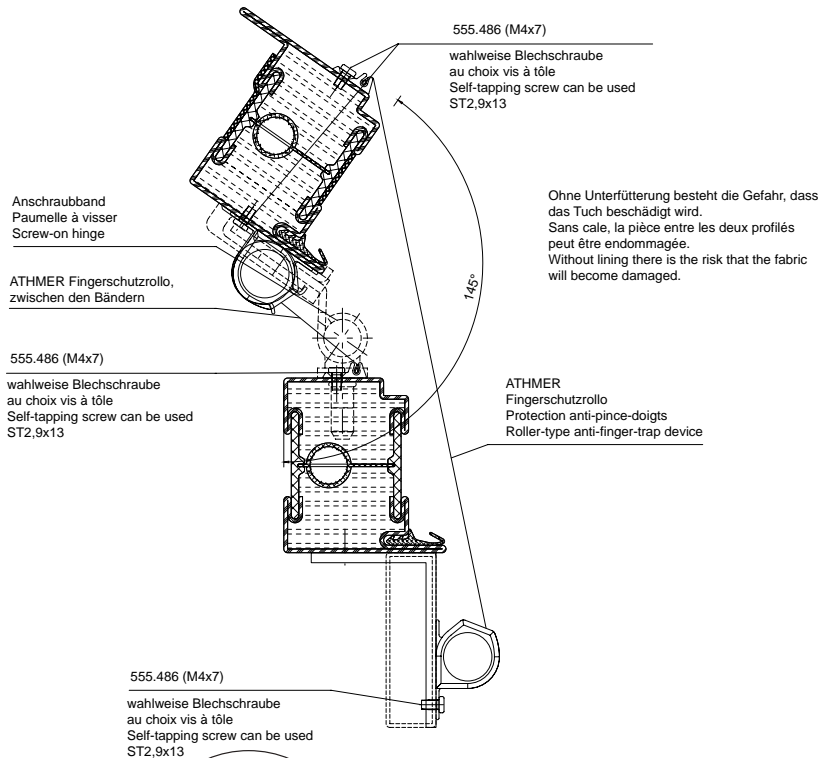 555.486 (M4x7)
wahlweise Blechschraube
au choix vis à tôle
Self-tapping screw can be used
ST2,9x13
Anschraubband
Paumelle à visser
Screw-on hinge
Ohne Unterfütterung besteht die Gefahr, dass
das Tuch beschädigt wird.
Sans cale, la pièce entre les deux profilés
peut être endommagée.
Without lining there is the risk that the fabric
will become damaged.
ATHMER Fingerschutzrollo,
zwischen den Bändern
145°
555.486 (M4x7)
wahlweise Blechschraube
au choix vis à tôle
Self-tapping screw can be used
ST2,9x13
ATHMER
Fingerschutzrollo
Protection anti-pince-doigts
Roller-type anti-finger-trap device
555.486 (M4x7)
wahlweise Blechschraube
au choix vis à tôle
Self-tapping screw can be used
ST2,9x13